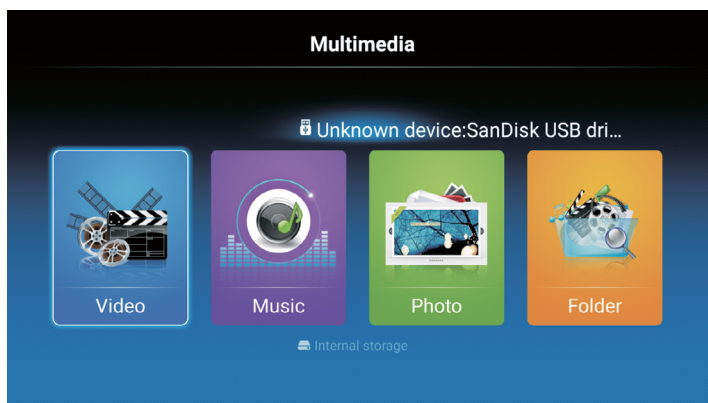 Multimedia
Unknown device:SanDisk USB dri...
Video
Music
Photo
Folder
Internal storage